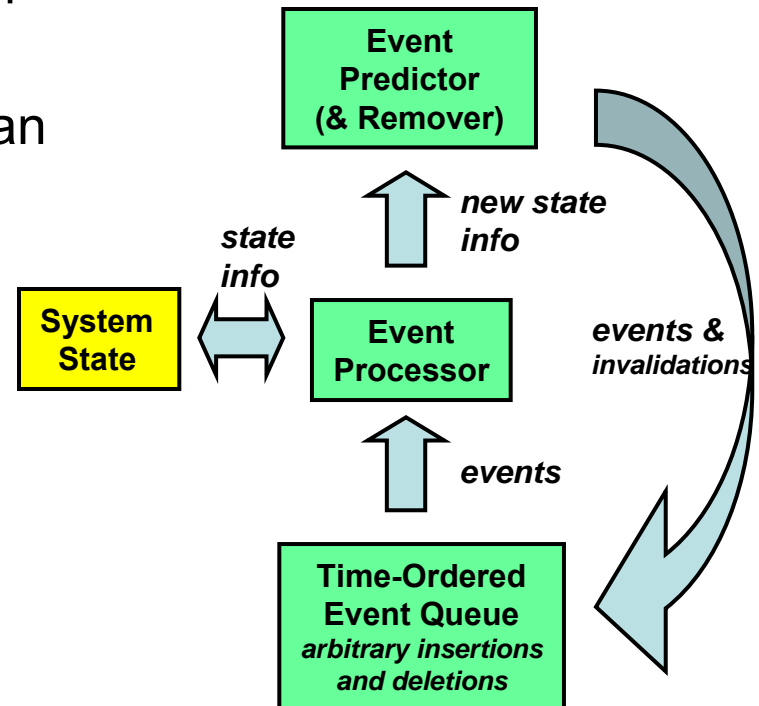 an
Event
Predictor
(& Remover)
new state
info
state
info
System
State
Event
Processor
events &
invalidations
events
Time-Ordered
Event Queue
arbitrary insertions
and deletions